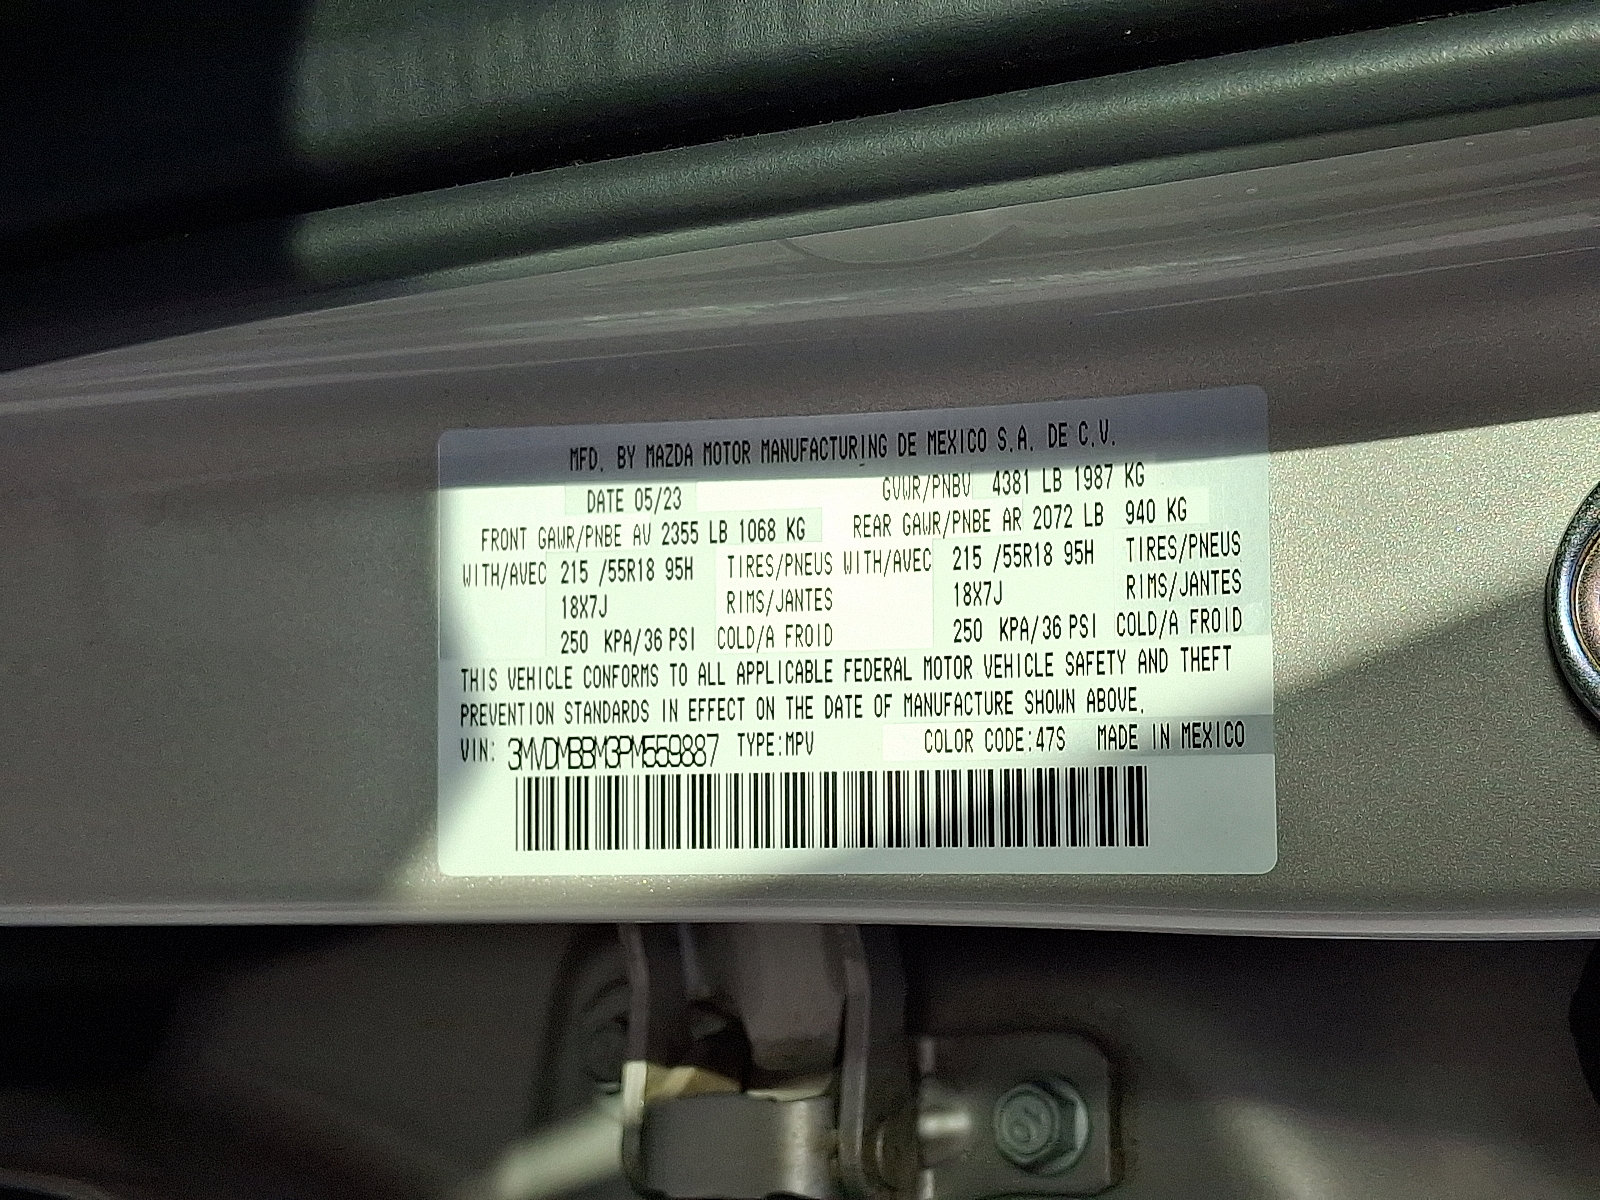 MFD. BY MAZDA MOTOR MANUFACTURING DE MEXICO S.A. DE C.V.
DATE 05/23 GVWR/PNBV 4381 LB 1987 KG
FRONT GAWR/PNBE AV 2355 LB 1068 KG REAR GAWR/PNBE AR 2072 LB 940 KG
WITH/AVEC 215 /55R18 95H TIRES/PNEUS WITH/AVEC 215 /55R18 95H TIRES/PNEUS
18X7J RIMS/JANTES 18X7J RIMS/JANTES
250 KPA/36 PSI COLD/A FROID 250 KPA/36 PSI COLD/A FROID
THIS VEHICLE CONFORMS TO ALL APPLICABLE FEDERAL MOTOR VEHICLE SAFETY AND THEFT
PREVENTION STANDARDS IN EFFECT ON THE DATE OF MANUFACTURE SHOWN ABOVE.
VIN: 3MVDMBBM3PM559887 TYPE:MPV COLOR CODE:47S MADE IN MEXICO